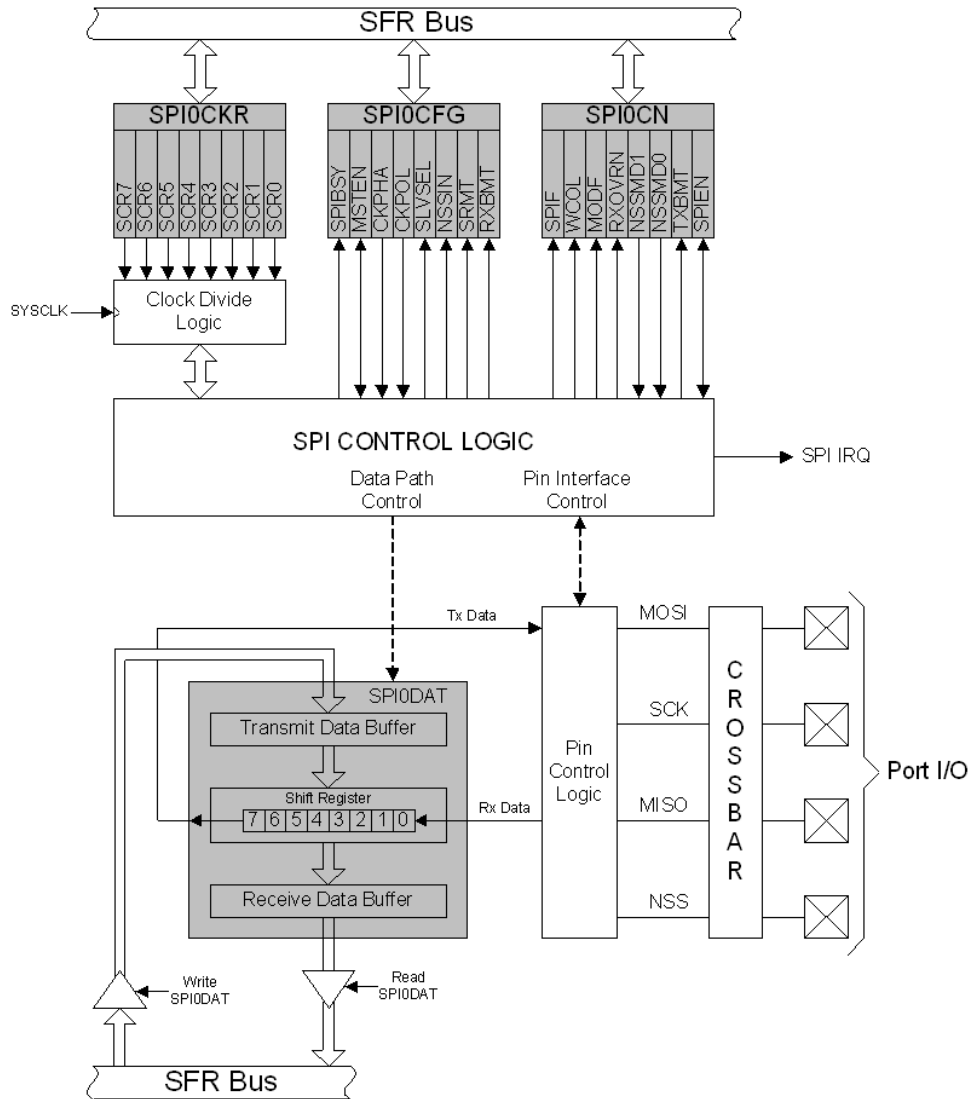 SFR Bus
SPI0CKR
SPI0CFG
SPI0CN
SCR7
SCR6
SCR5
SCR4
SCR3
SCR2
SCR1
SCR0
SPIBSY
MSTEN
CKPHA
CKPOL
SLVSEL
NSSIN
SRMT
RXBMT
SPIF
WCOL
MODF
RXOVRN
NSSMD1
NSSMD0
TXBMT
SPIEN
SYSCLK
Clock Divide
Logic
SPI CONTROL LOGIC
SPI IRQ
Data Path
Control
Pin Interface
Control
Tx Data
MOSI
SPI0DAT
Transmit Data Buffer
SCK
Shift Register
7 6 5 4 3 2 1 0
Rx Data
Pin
Control
Logic
MISO
Receive Data Buffer
NSS
CROSSBAR
Port I/O
Write
SPI0DAT
Read
SPI0DAT
SFR Bus